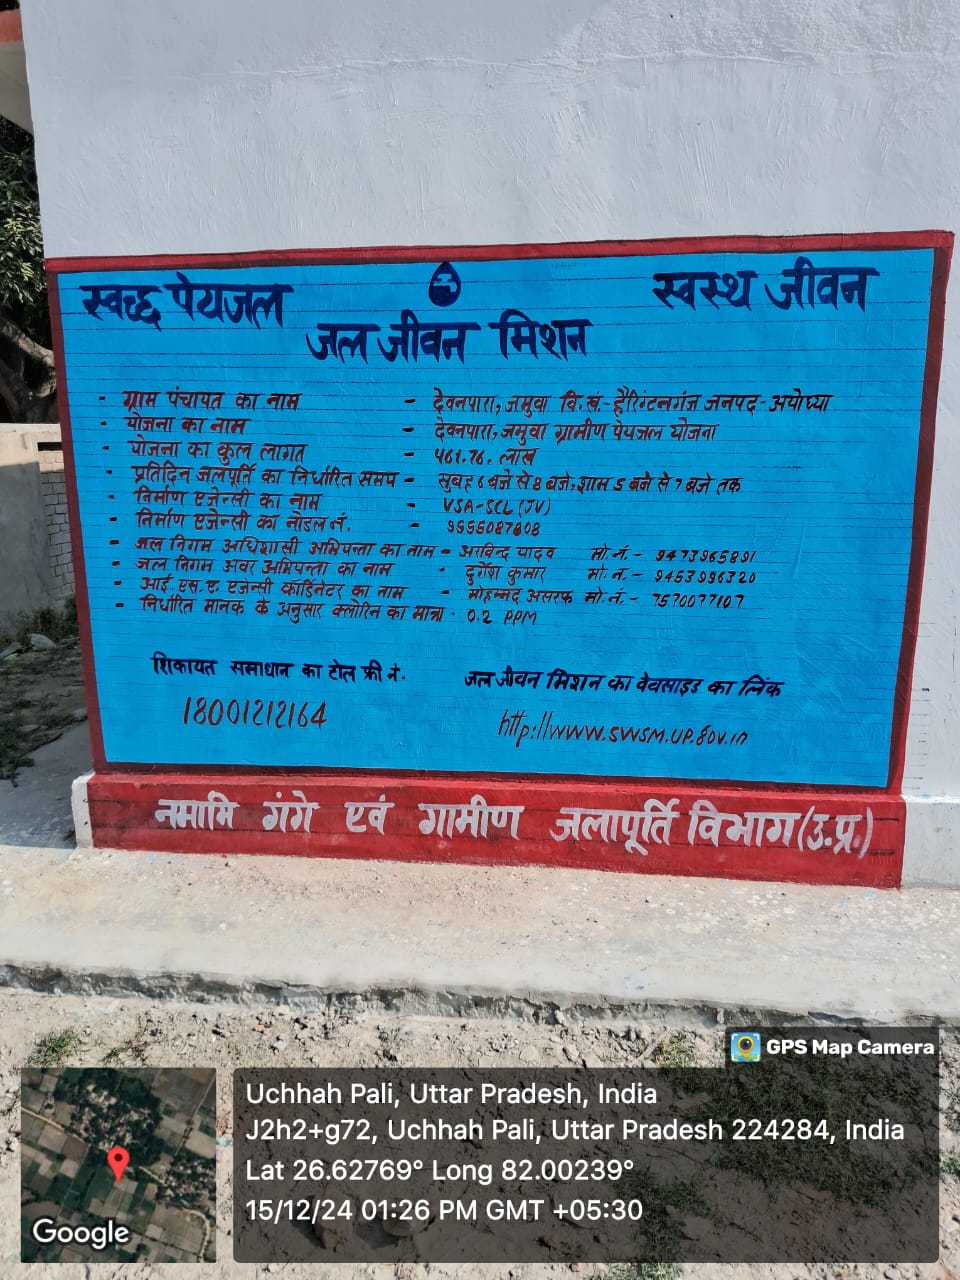 स्वच्छ पेयजल
स्वस्थ जीवन
जल जीवन मिशन
- ग्राम पंचायत का नाम - देवनपारा, जमुवा वि.खं.- हैरिंग्टनगंज जनपद- अयोध्या
- योजना का नाम - देवनपारा, जमुवा ग्रामीण पेयजल योजना
- योजना का कुल लागत - ५61.76. लाख
- प्रतिदिन जलपूर्ति का निर्धारित समय - सुबह 6 बजे से 8 बजे, शाम 5 बजे से 7 बजे तक
- निर्माण एजेन्सी का नाम - VSA-SCL (JV)
- निर्माण एजेन्सी का नोडल नं. -
- जल निगम अधिशासी अभियन्ता का नाम - अरविन्द यादव मो.नं.- 9473965891
- जल निगम अवर अभियन्ता का नाम - दुर्गेश कुमार मो.नं.- 9453996320
- आई.एस.ए. एजेन्सी कॉर्डिनेटर का नाम - मोहम्मद असरफ मो.नं.- 7570077107
- निर्धारित मानक के अनुसार क्लोरिन का मात्रा - 0.2 PPM
शिकायत समाधान का टोल फ्री नं.
जल जीवन मिशन का वेबसाइड का लिंक
18001212164
http://www.swsm.up.gov.in
नमामि गंगे एवं ग्रामीण जलापूर्ति विभाग (उ.प्र.)
GPS Map Camera
Uchhah Pali, Uttar Pradesh, India
J2h2+g72, Uchhah Pali, Uttar Pradesh 224284, India
Lat 26.62769° Long 82.00239°
15/12/24 01:26 PM GMT +05:30
Google